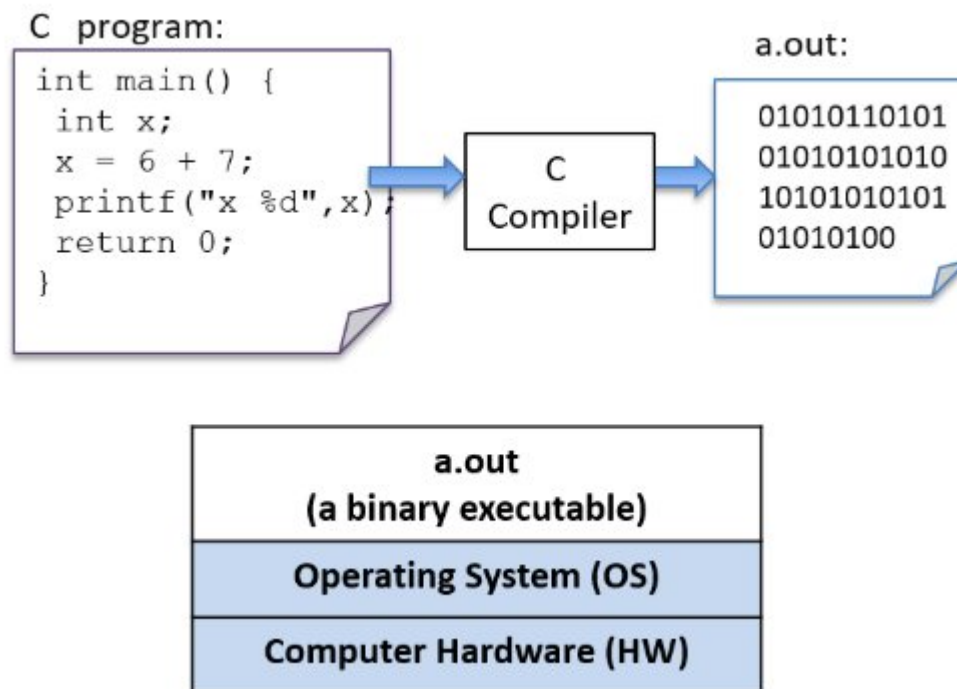 C program:
int main() {
int x;
x = 6 + 7;
printf("x %d",x);
return 0;
}
C
Compiler
a.out:
01010110101
01010101010
10101010101
01010100
a.out
(a binary executable)
Operating System (OS)
Computer Hardware (HW)